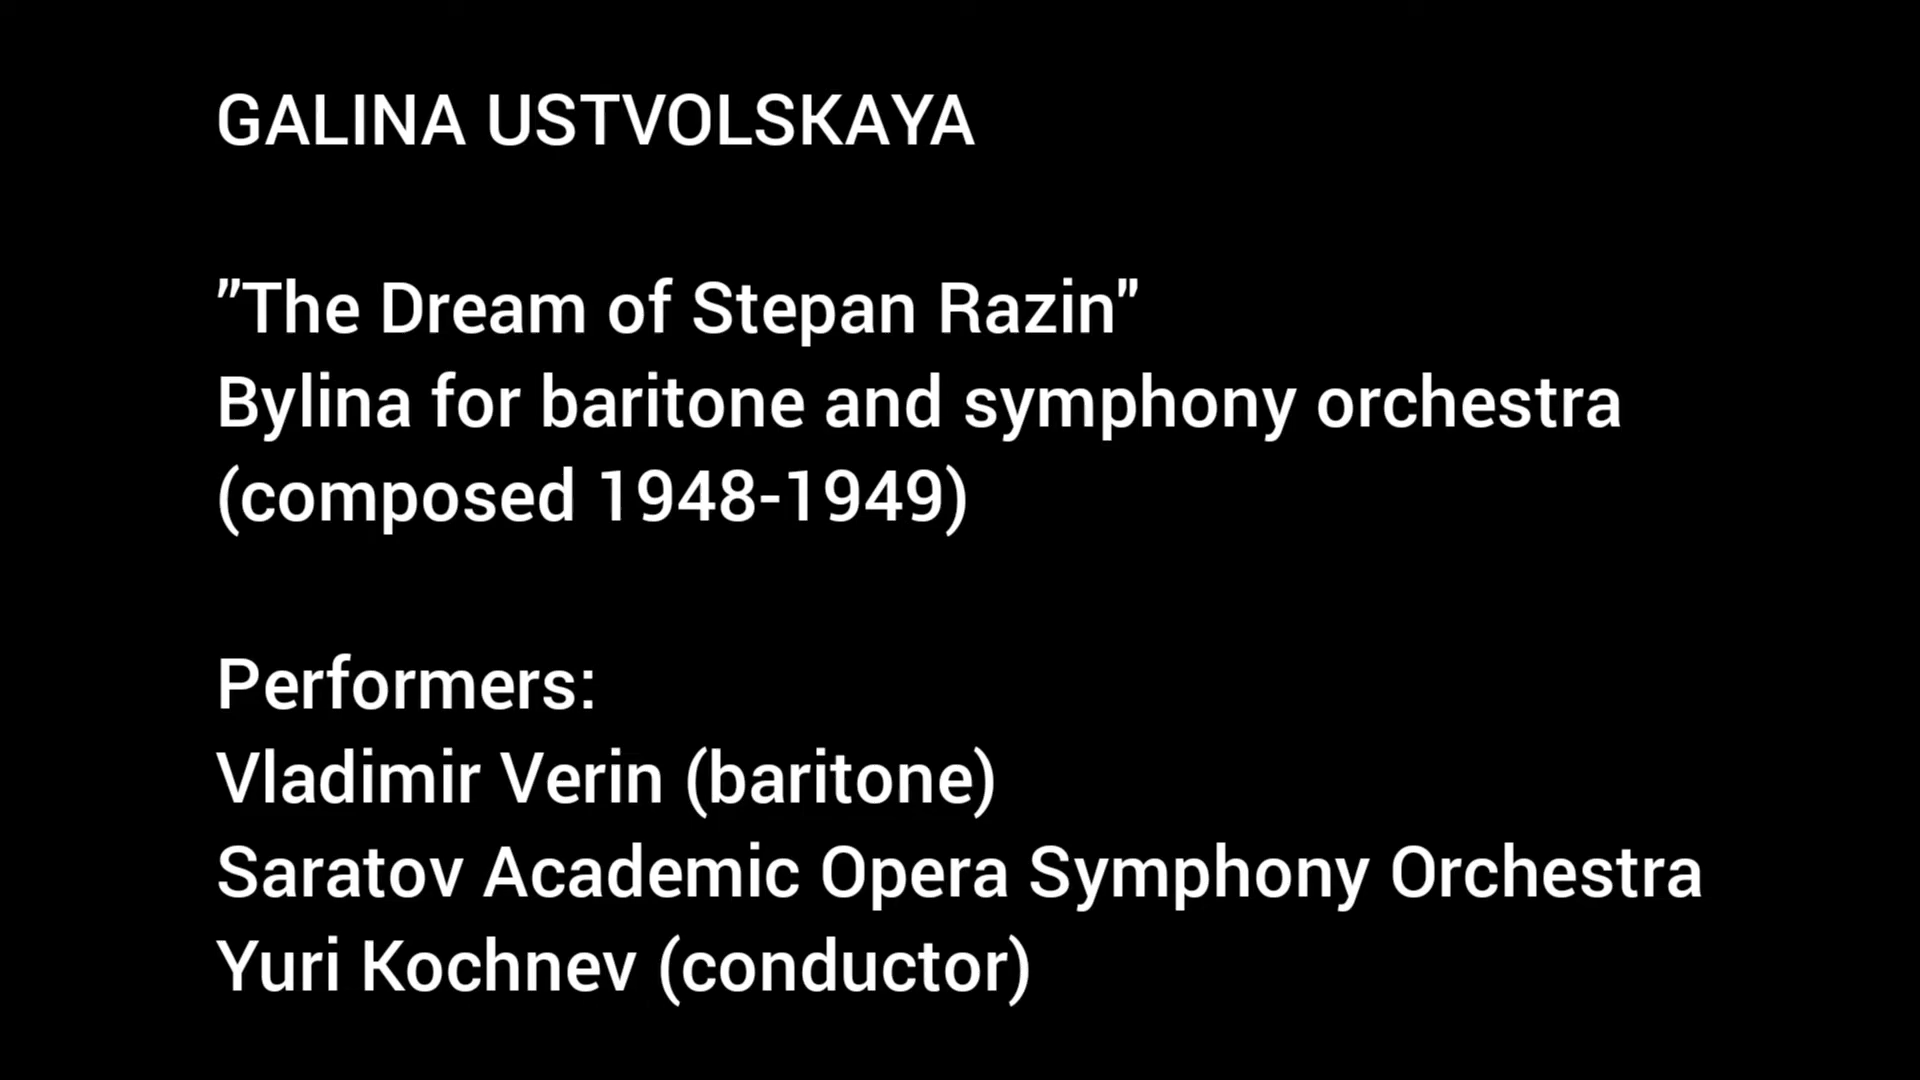 GALINA USTVOLSKAYA
"The Dream of Stepan Razin"
Bylina for baritone and symphony orchestra
(composed 1948-1949)
Performers:
Vladimir Verin (baritone)
Saratov Academic Opera Symphony Orchestra
Yuri Kochnev (conductor)